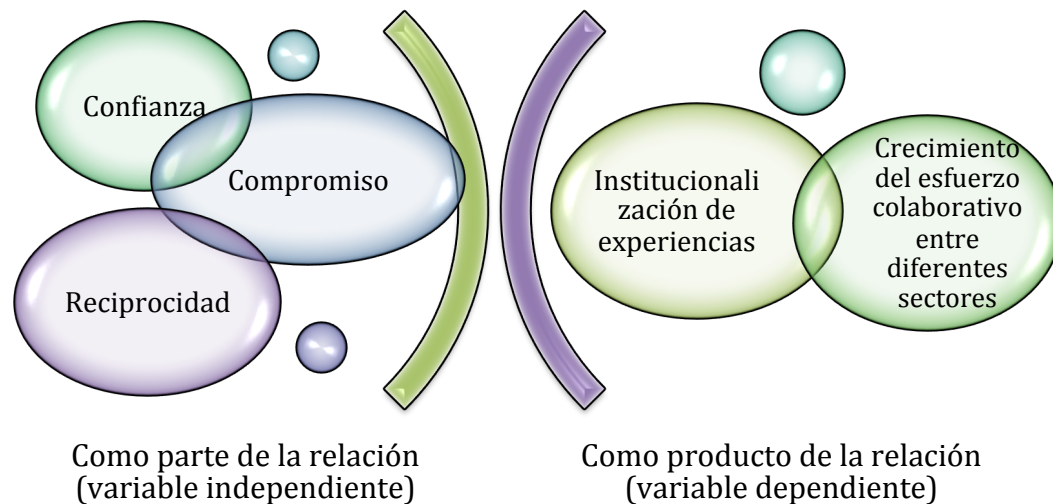 Confianza
Compromiso
Reciprocidad
Institucionali
zación de
experiencias
Crecimiento
del esfuerzo
colaborativo
entre
diferentes
sectores
Como parte de la relación
(variable independiente)
Como producto de la relación
(variable dependiente)